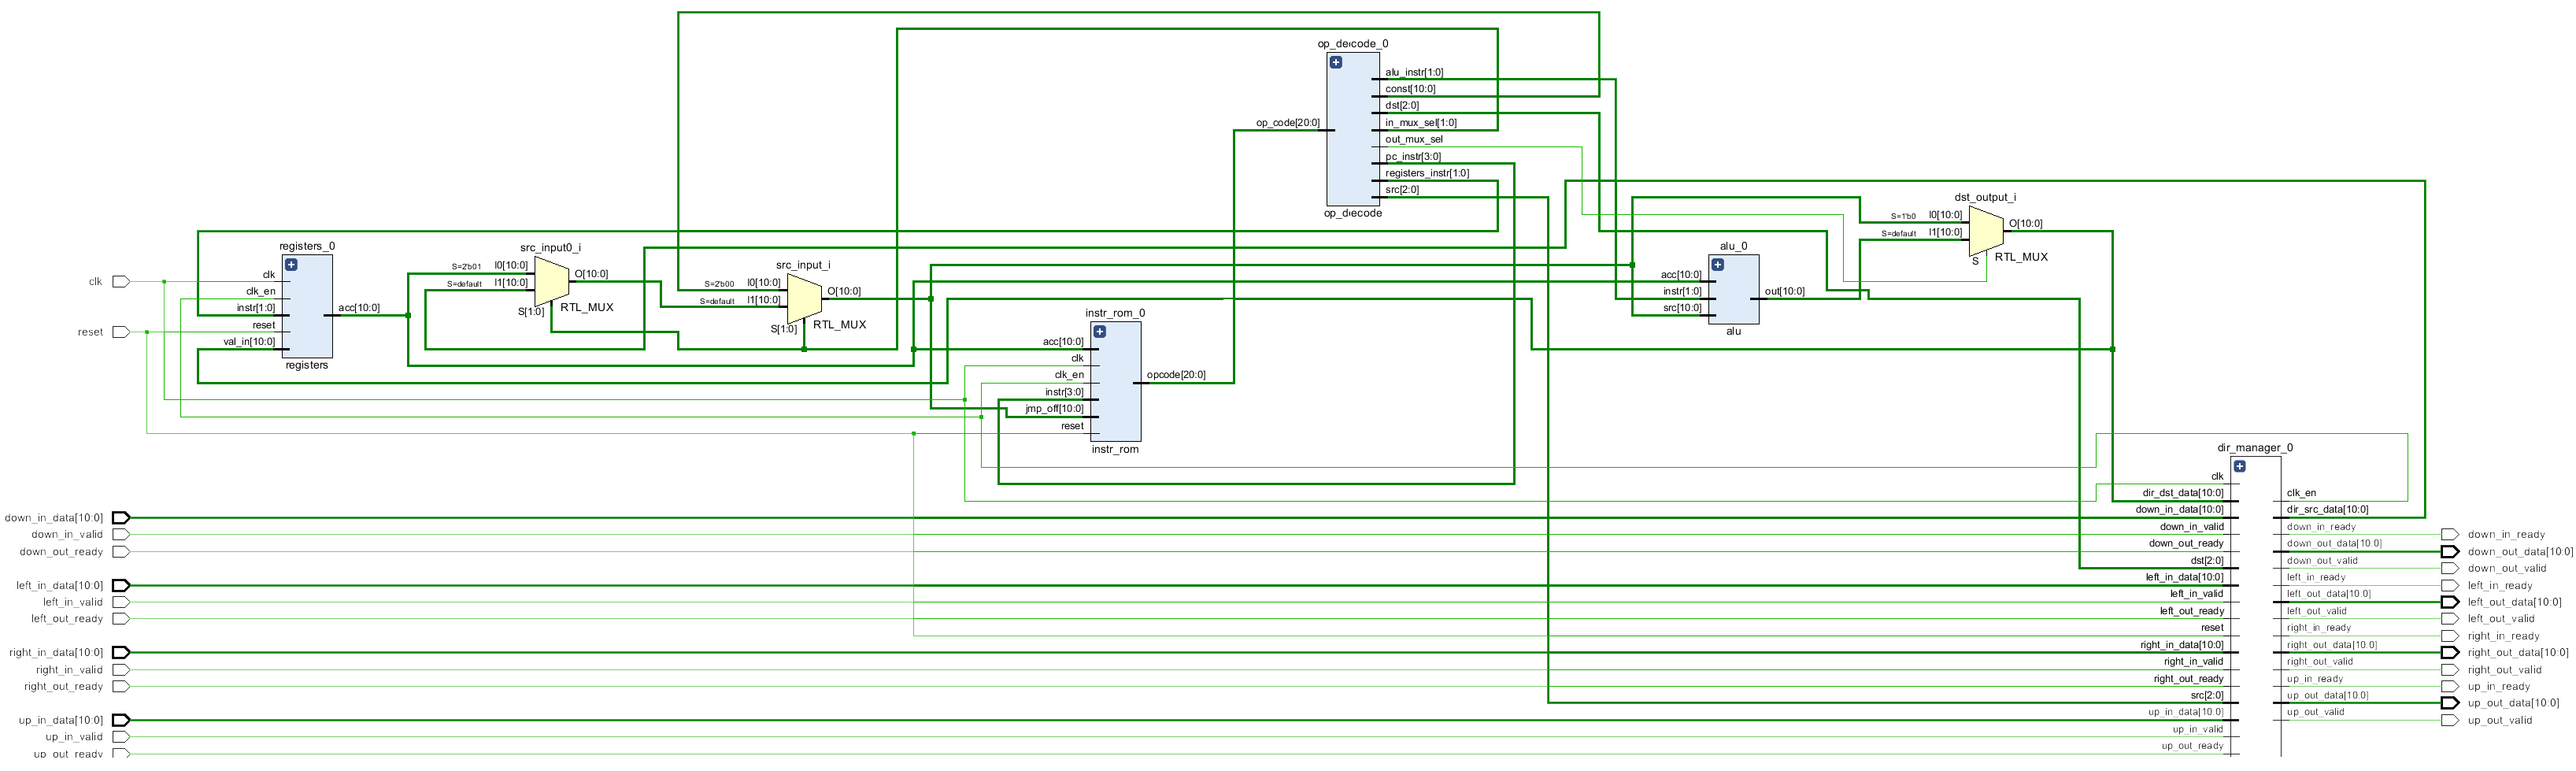 clk
reset
down_in_data[10:0]
down_in_valid
down_out_ready
left_in_data[10:0]
left_in_valid
left_out_ready
right_in_data[10:0]
right_in_valid
right_out_ready
up_in_data[10:0]
up_in_valid
up_out_ready
registers_0
clk
clk_en
instr[1:0]
reset
val_in[10:0]
acc[10:0]
registers
src_input0_i
S=2'b01 I0[10:0]
S=default I1[10:0]
S[1:0]
O[10:0]
RTL_MUX
src_input_i
S=2'b00 I0[10:0]
S=default I1[10:0]
S[1:0]
O[10:0]
RTL_MUX
instr_rom_0
acc[10:0]
clk
clk_en
instr[3:0]
jmp_off[10:0]
reset
opcode[20:0]
instr_rom
op_decode_0
op_code[20:0]
alu_instr[1:0]
const[10:0]
dst[2:0]
in_mux_sel[1:0]
out_mux_sel
pc_instr[3:0]
registers_instr[1:0]
src[2:0]
op_decode
alu_0
acc[10:0]
instr[1:0]
src[10:0]
out[10:0]
alu
dst_output_i
S=1'b0 I0[10:0]
S=default I1[10:0]
S
O[10:0]
RTL_MUX
dir_manager_0
clk
dir_dst_data[10:0]
down_in_data[10:0]
down_in_valid
down_out_ready
dst[2:0]
left_in_data[10:0]
left_in_valid
left_out_ready
reset
right_in_data[10:0]
right_in_valid
right_out_ready
src[2:0]
up_in_data[10:0]
up_in_valid
up_out_ready
clk_en
dir_src_data[10:0]
down_in_ready
down_out_data[10:0]
down_out_valid
left_in_ready
left_out_data[10:0]
left_out_valid
right_in_ready
right_out_data[10:0]
right_out_valid
up_in_ready
up_out_data[10:0]
up_out_valid
down_in_ready
down_out_data[10:0]
down_out_valid
left_in_ready
left_out_data[10:0]
left_out_valid
right_in_ready
right_out_data[10:0]
right_out_valid
up_in_ready
up_out_data[10:0]
up_out_valid